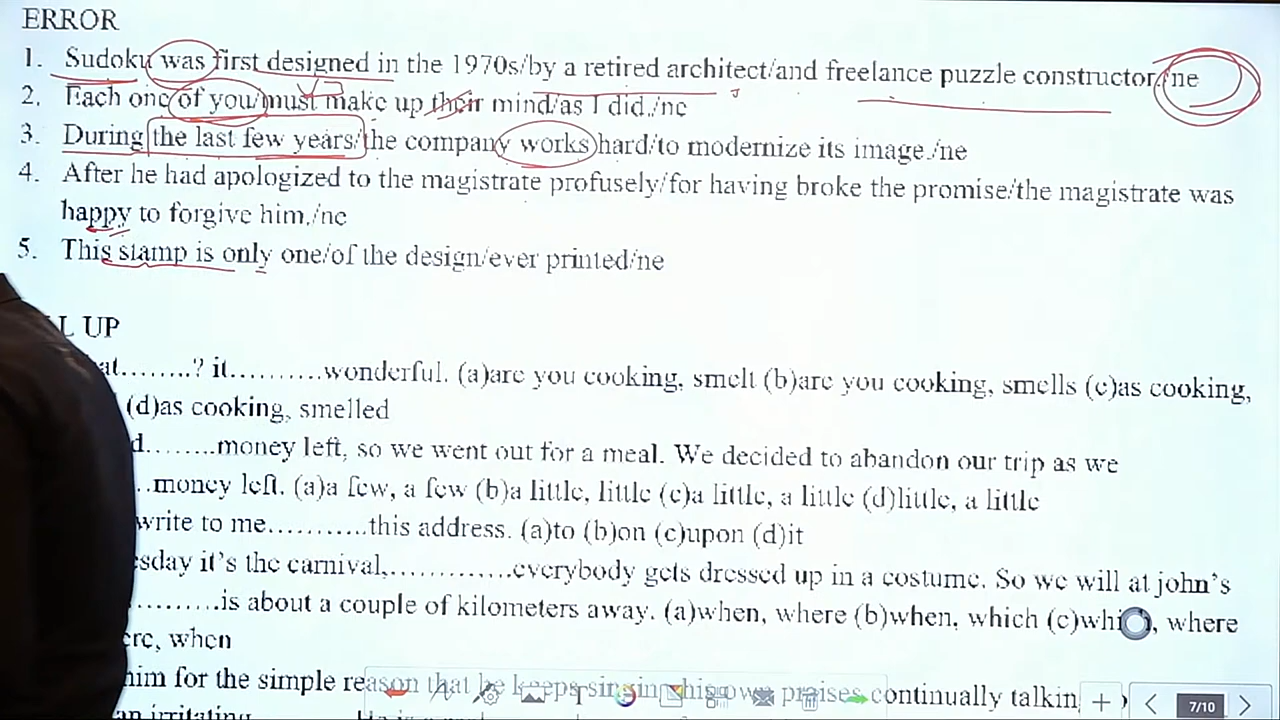 ERROR
1. Sudoku was first designed in the 1970s/by a retired architect/and freelance puzzle constructor./ne
2. Each one of you/must make up their mind/as I did./ne
3. During the last few years/the company works hard/to modernize its image./ne
4. After he had apologized to the magistrate profusely/for having broke the promise/the magistrate was
happy to forgive him./ne
5. This stamp is only one/of the design/ever printed/ne
L UP
at........? it..........wonderful. (a)are you cooking, smelt (b)are you cooking, smells (c)as cooking,
(d)as cooking, smelled
d........money left, so we went out for a meal. We decided to abandon our trip as we
..money left. (a)a few, a few (b)a little, little (c)a little, a little (d)little, a little
write to me...........this address. (a)to (b)on (c)upon (d)it
sday it's the carnival,.............everybody gets dressed up in a costume. So we will at john's
..........is about a couple of kilometers away. (a)when, where (b)when, which (c)whi, where
ere, when
him for the simple reason that he keeps singing his own praises continually talkin
an irritating He is a
7/10